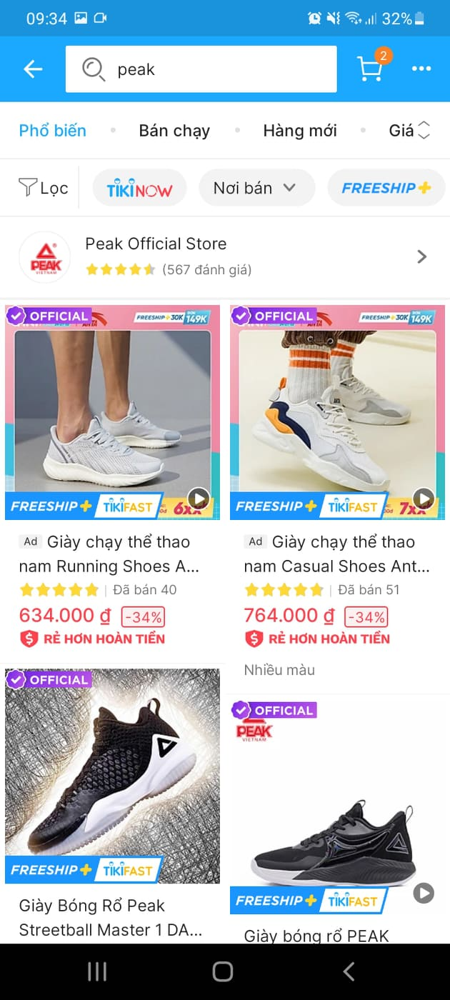 09:34
32%
peak
2
Phổ biến
Bán chạy
Hàng mới
Giá
Lọc
TIKINOW
Nơi bán
FREESHIP+
PEAK
VIETNAM
Peak Official Store
(567 đánh giá)
OFFICIAL
ANTA
FREESHIP+ 30K
149K
FREESHIP+
TIKIFAST
6xx
OFFICIAL
ANTA
FREESHIP+ 30K
149K
FREESHIP+
TIKIFAST
7xx
Ad Giày chạy thể thao
nam Running Shoes A...
Đã bán 40
634.000 ₫ -34%
RẺ HƠN HOÀN TIỀN
Ad Giày chạy thể thao
nam Casual Shoes Ant...
Đã bán 51
764.000 ₫ -34%
RẺ HƠN HOÀN TIỀN
Nhiều màu
OFFICIAL
FREESHIP+
TIKIFAST
Giày Bóng Rổ Peak
Streetball Master 1 DA...
OFFICIAL
PEAK
VIETNAM
FREESHIP+
TIKIFAST
Giày bóng rổ PEAK